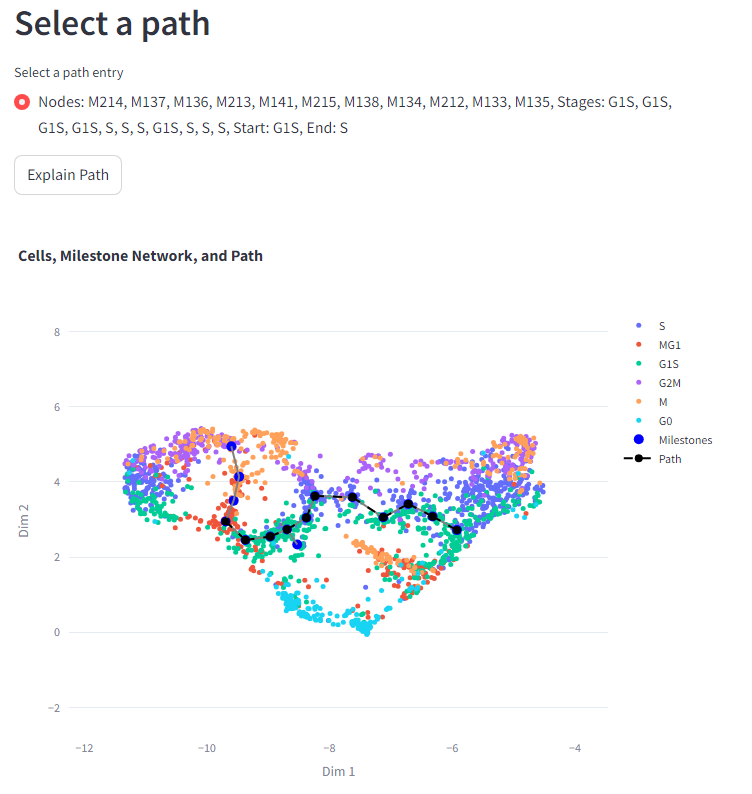 Select a path
Select a path entry
Nodes: M214, M137, M136, M213, M141, M215, M138, M134, M212, M133, M135, Stages: G1S, G1S,
G1S, G1S, S, S, S, G1S, S, S, S, Start: G1S, End: S
Explain Path
Cells, Milestone Network, and Path
8
6
4
2
0
−2
Dim 2
−12
−10
−8
−6
−4
Dim 1
S
MG1
G1S
G2M
M
G0
Milestones
Path